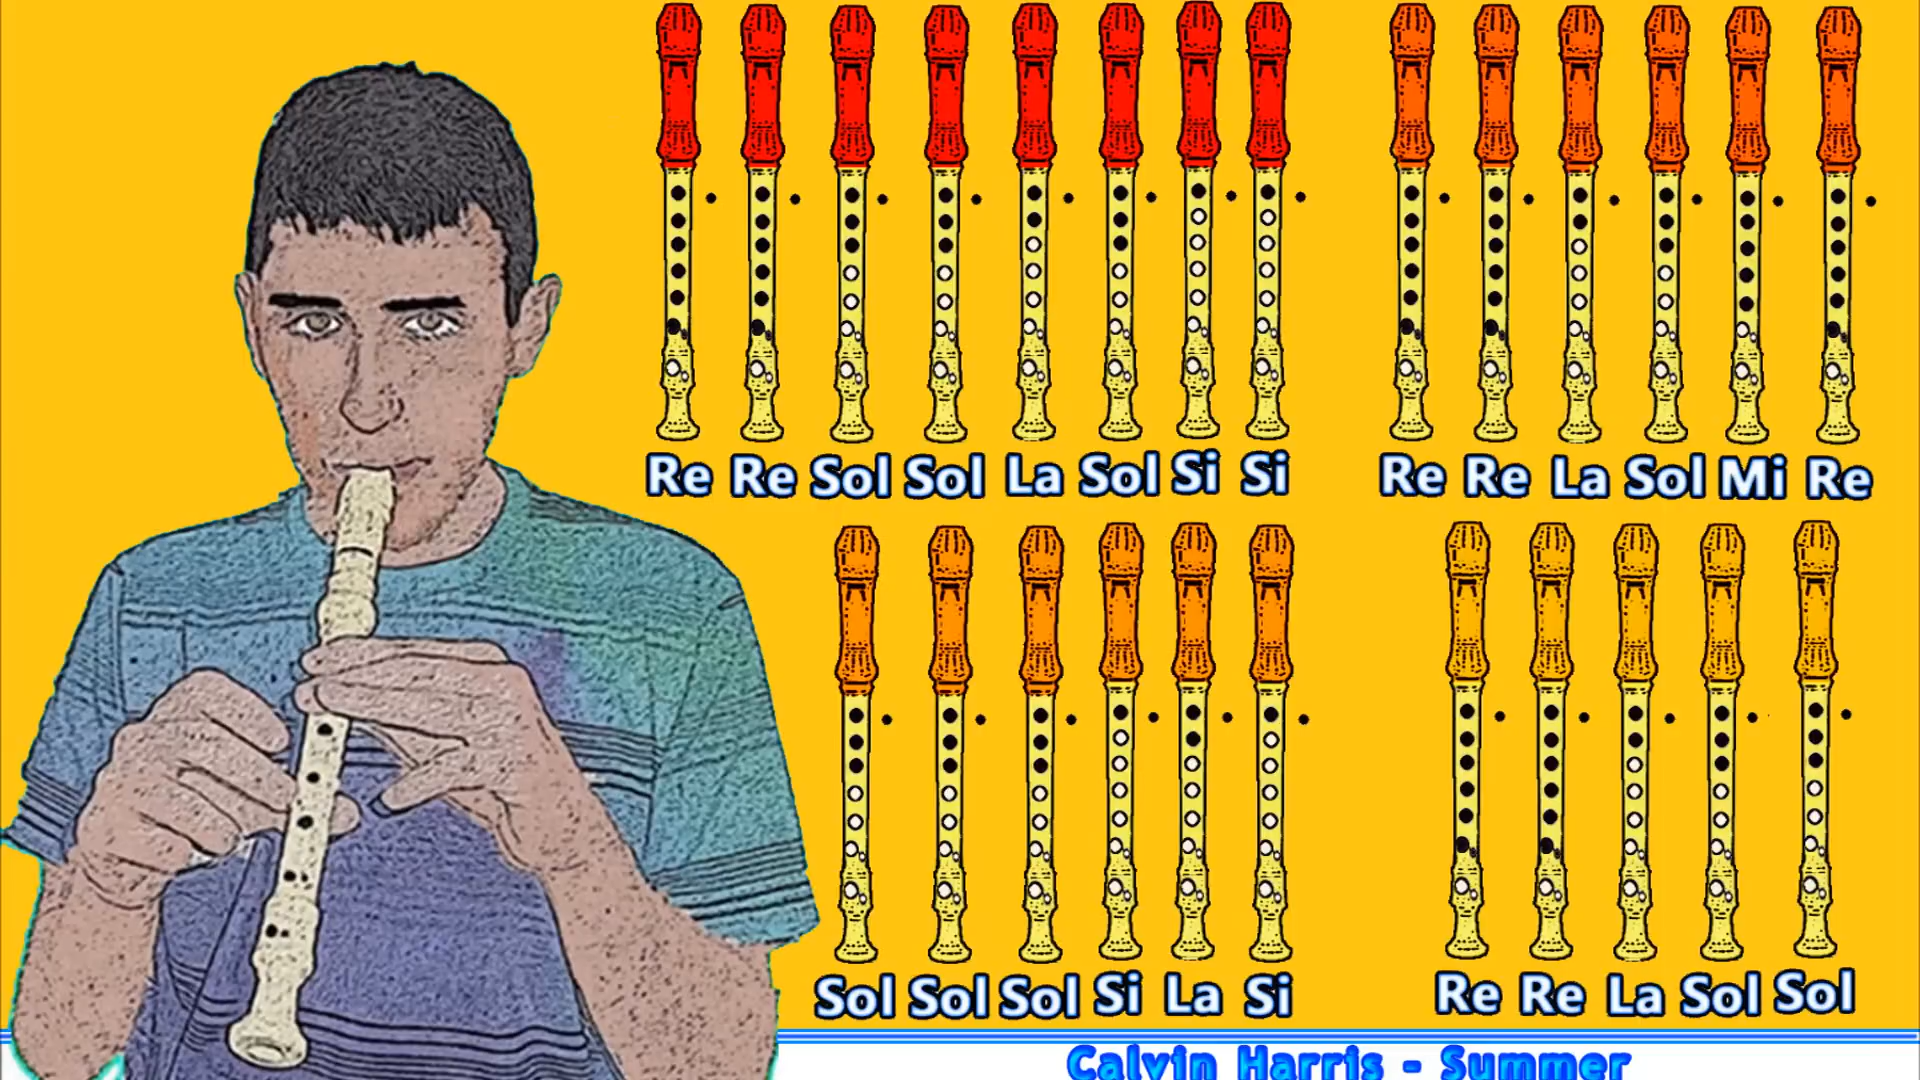 Re Re Sol Sol La Sol Si Si
Re Re La Sol Mi Re
Sol Sol Sol Si La Si
Re Re La Sol Sol
Calvin Harris - Summer